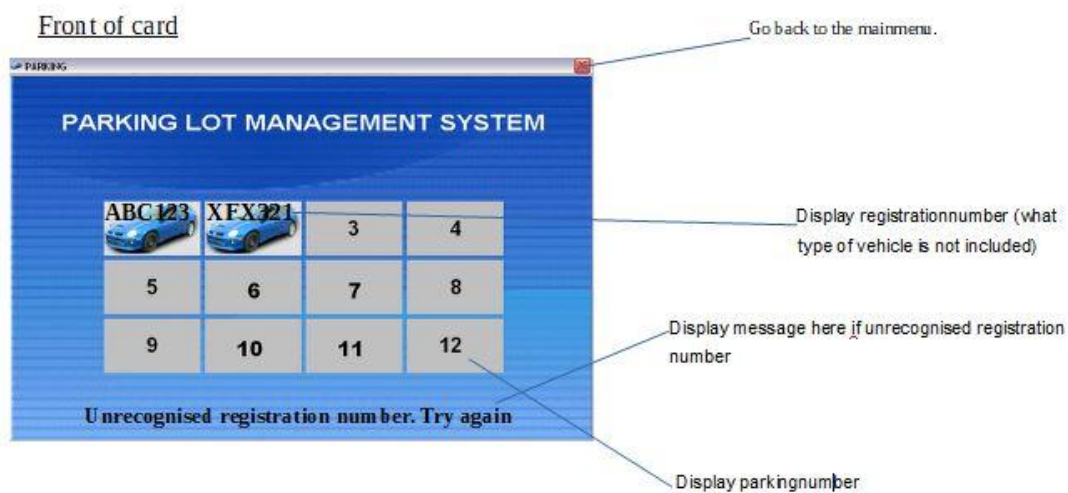 Front of card
Go back to the mainmenu.
PARKING
PARKING LOT MANAGEMENT SYSTEM
ABC123 XFX321 3 4
Display registrationnumber (what
type of vehicle is not included)
5 6 7 8
Display message here if unrecognised registration
number
9 10 11 12
Unrecognised registration number. Try again
Display parkingnumber